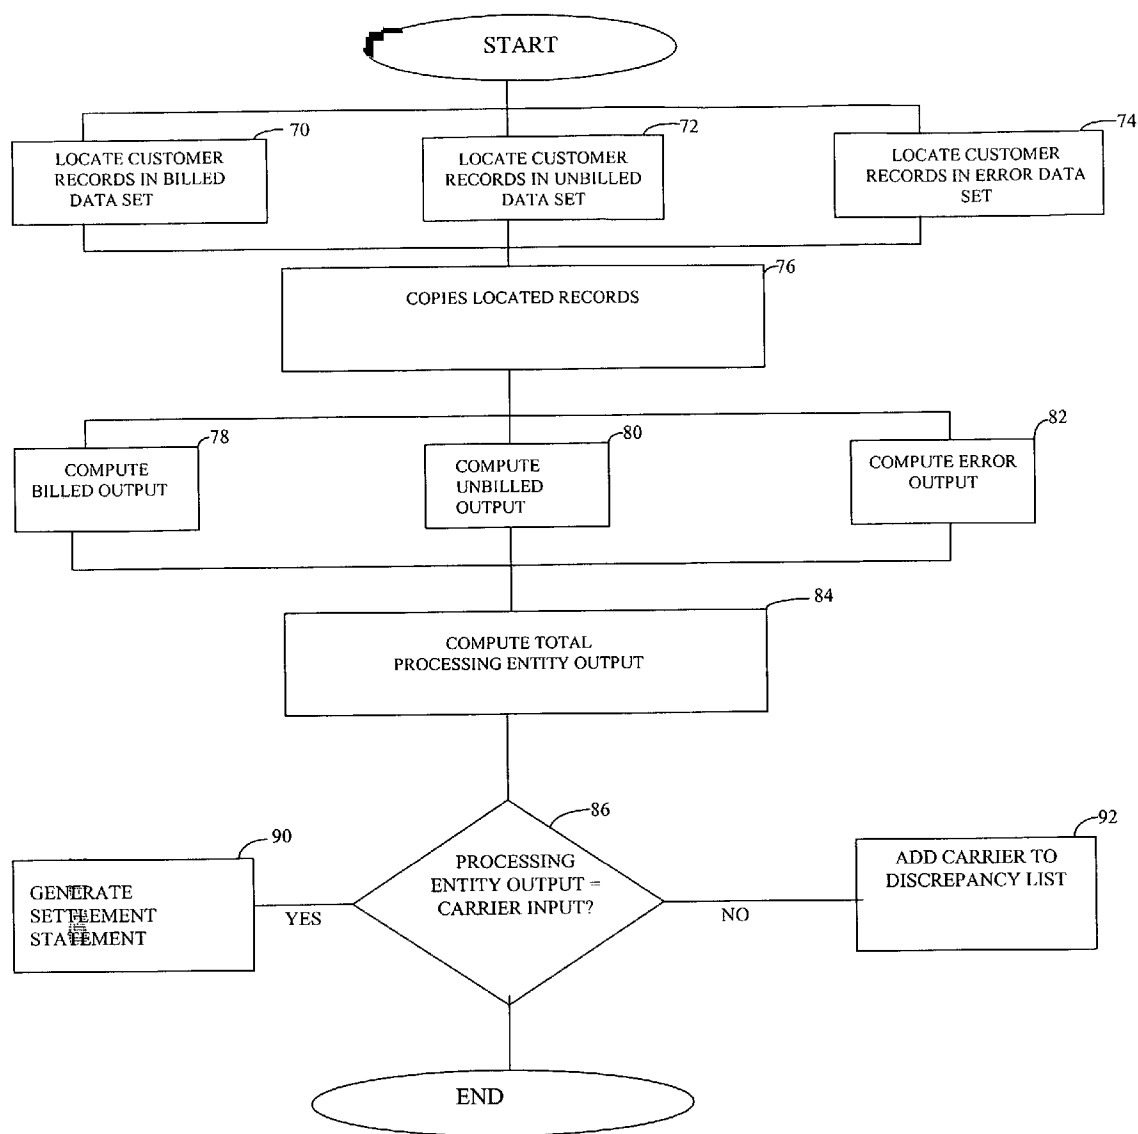 START
70
72
74
LOCATE CUSTOMER
RECORDS IN BILLED
DATA SET
LOCATE CUSTOMER
RECORDS IN UNBILLED
DATA SET
LOCATE CUSTOMER
RECORDS IN ERROR DATA
SET
76
COPIES LOCATED RECORDS
78
80
82
COMPUTE
BILLED OUTPUT
COMPUTE
UNBILLED
OUTPUT
COMPUTE ERROR
OUTPUT
84
COMPUTE TOTAL
PROCESSING ENTITY OUTPUT
86
90
92
PROCESSING
ENTITY OUTPUT =
CARRIER INPUT?
GENERATE
SETTLEMENT
STATEMENT
YES
NO
ADD CARRIER TO
DISCREPANCY LIST
END